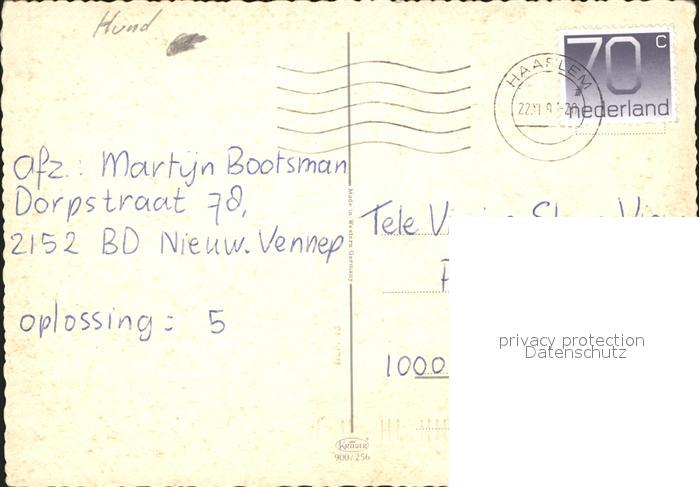 Hund
70 c
nederland
HAARLEM
afz.: Martijn Bootsman
Dorpstraat 78,
2152 BD Nieuw. Vennep
oplossing: 5
Made in Western Germany
Tele
1000
Krüger
900/256
privacy protection
Datenschutz